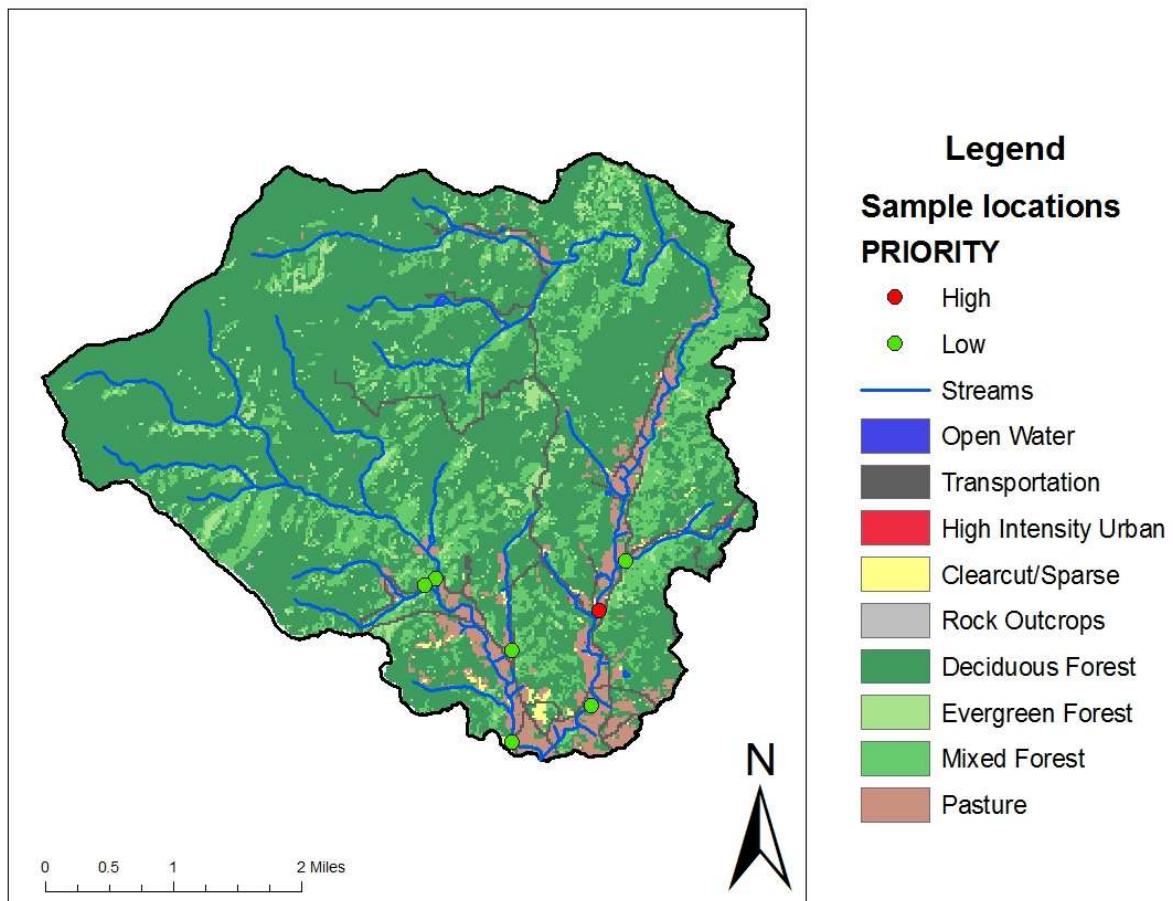 Legend
Sample locations
PRIORITY
High
Low
Streams
Open Water
Transportation
High Intensity Urban
Clearcut/Sparse
Rock Outcrops
Deciduous Forest
Evergreen Forest
Mixed Forest
Pasture
N
0 0.5 1 2 Miles